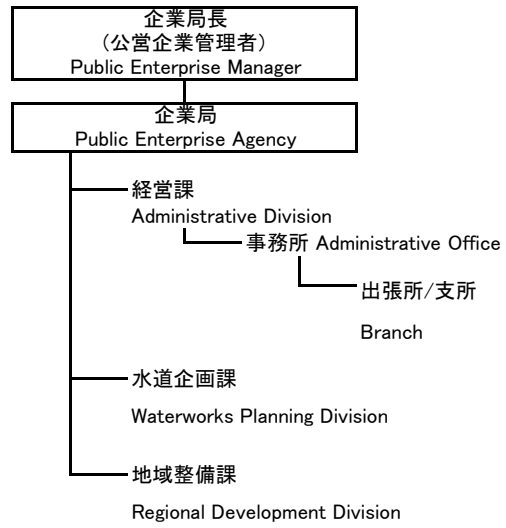 企業局長
（公営企業管理者）
Public Enterprise Manager
企業局
Public Enterprise Agency
経営課
Administrative Division
事務所 Administrative Office
出張所/支所
Branch
水道企画課
Waterworks Planning Division
地域整備課
Regional Development Division